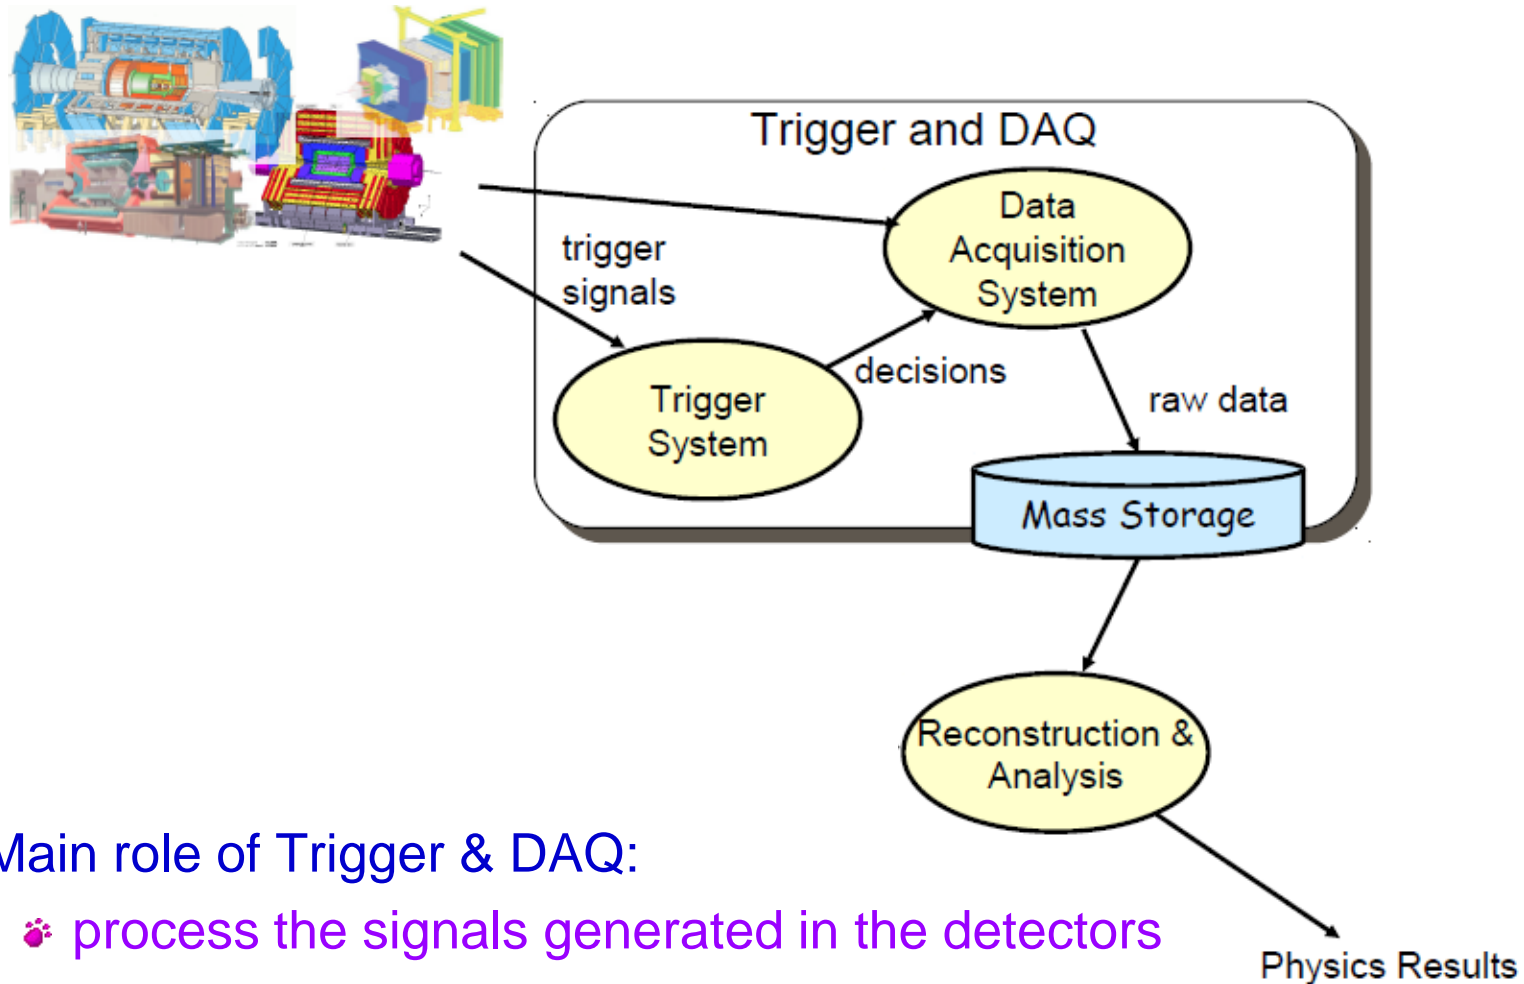 Trigger and DAQ
Data
Acquisition
System
trigger
signals
decisions
Trigger
System
raw data
Mass Storage
Reconstruction &
Analysis
Main role of Trigger & DAQ:
process the signals generated in the detectors
Physics Results